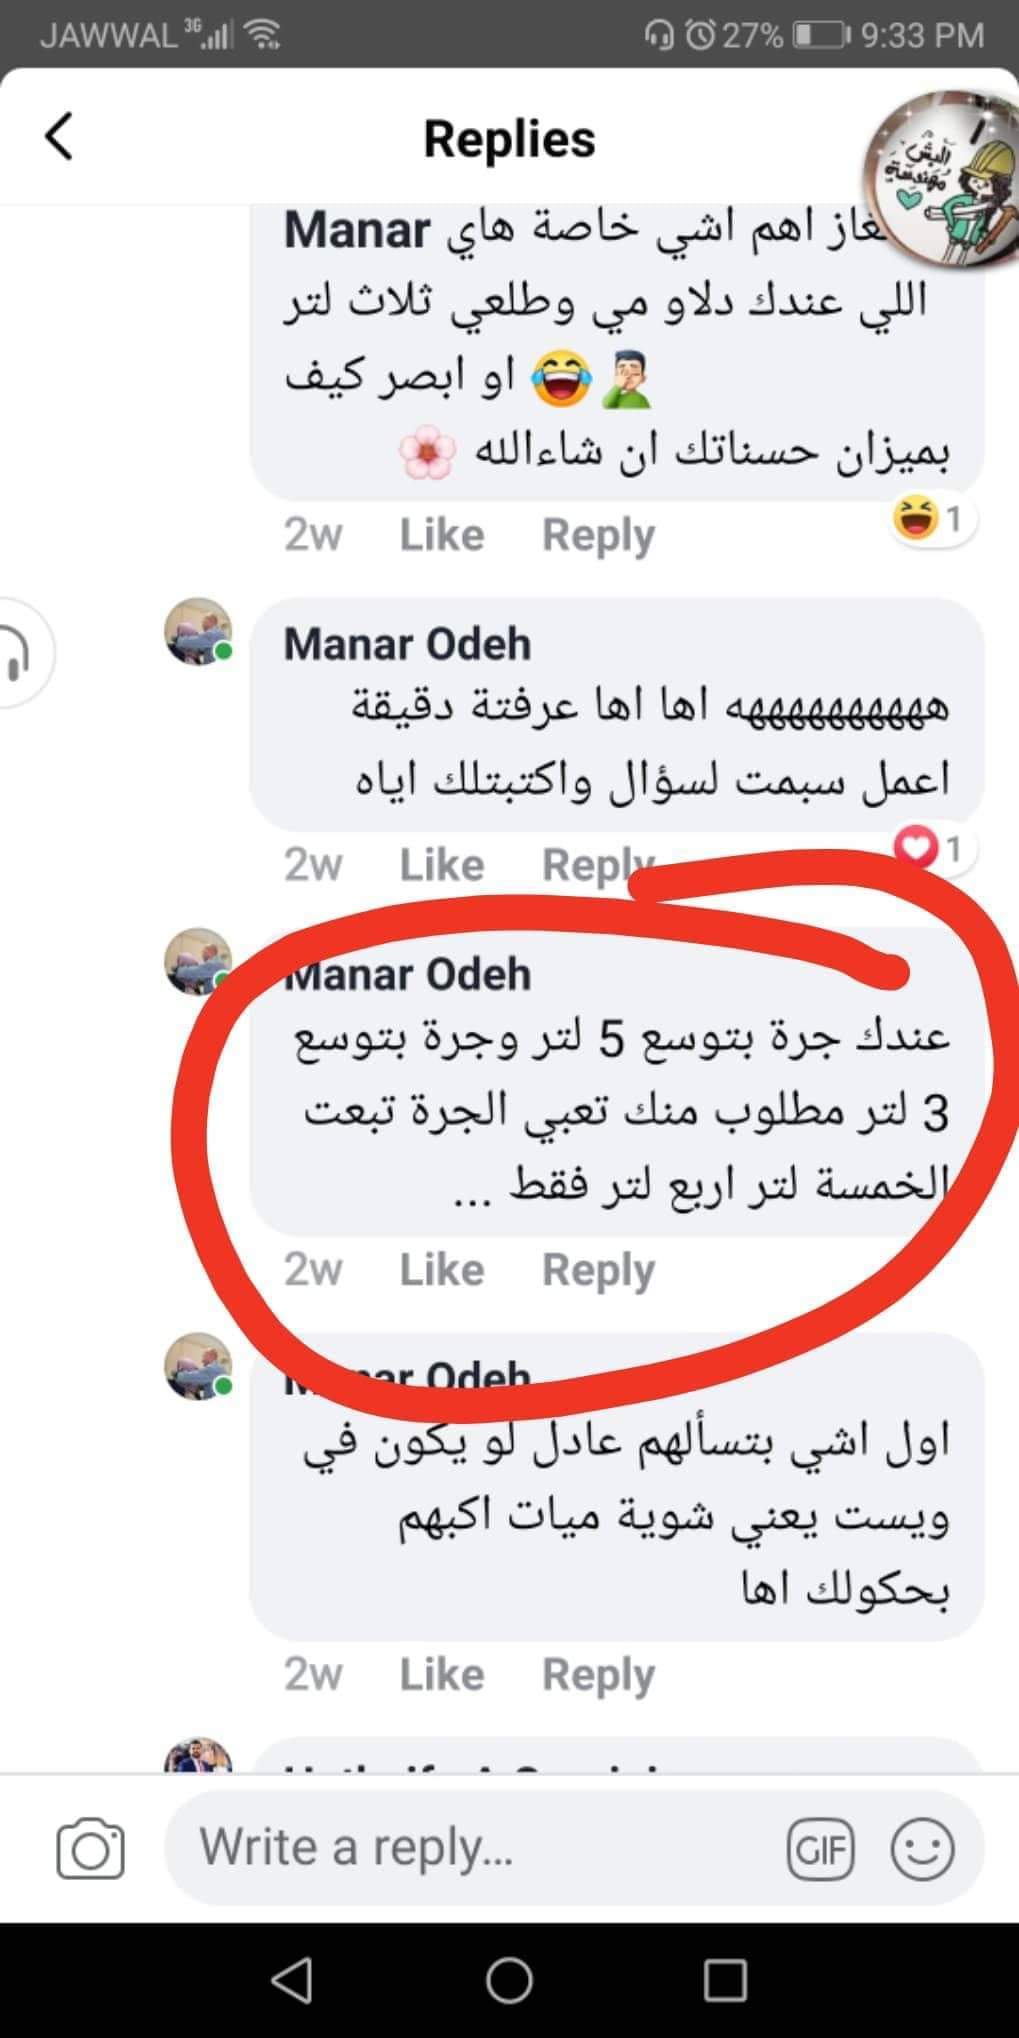 JAWWAL 3G 27% 9:33 PM
Replies
البش
مهندسة
Manar غاز اهم اشي خاصة هاي
اللي عندك دلاو مي وطلعي ثلاث لتر
او ابصر كيف 😂 🤦🏻‍♂️
بميزان حسناتك ان شاءالله 🌸
2w Like Reply 😆 1
Manar Odeh
هههههههههههه اها اها عرفتة دقيقة
اعمل سبمت لسؤال واكتبتلك اياه
2w Like Reply ❤ 1
Manar Odeh
عندك جرة بتوسع 5 لتر وجرة بتوسع
3 لتر مطلوب منك تعبي الجرة تبعت
الخمسة لتر اربع لتر فقط ...
2w Like Reply
Manar Odeh
اول اشي بتسألهم عادل لو يكون في
ويست يعني شوية ميات اكبهم
بحكولك اها
2w Like Reply
Write a reply... GIF